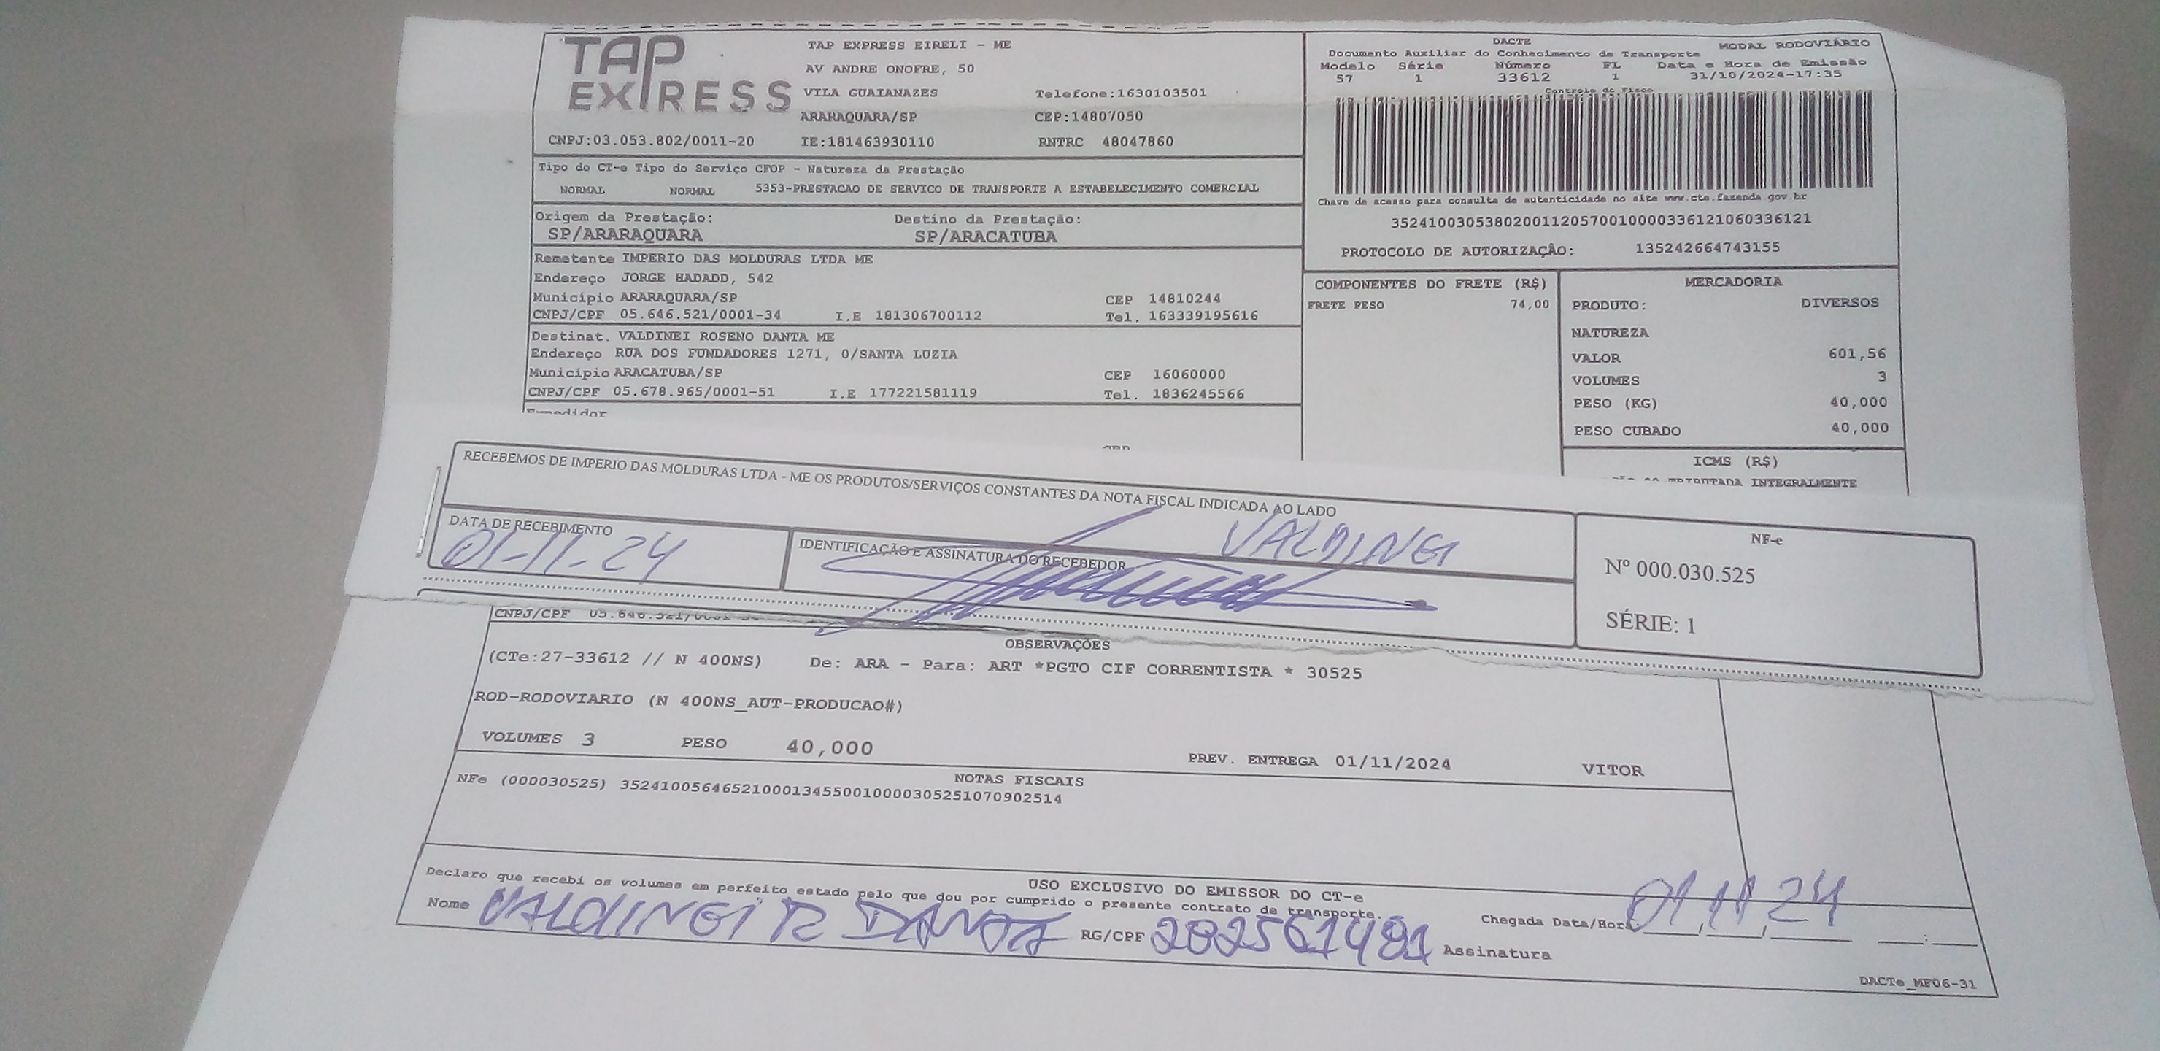 TAP EXPRESS
TAP EXPRESS EIRELI - ME
AV ANDRE ONOFRE, 50
VILA GUAIANAZES Telefone:1630103501
ARARAQUARA/SP CEP:14807050
CNPJ:03.053.802/0011-20 IE:181463930110 RNTRC 48047860
Tipo do CT-e Tipo do Serviço CFOP - Natureza da Prestação
NORMAL NORMAL 5353-PRESTACAO DE SERVICO DE TRANSPORTE A ESTABELECIMENTO COMERCIAL
Origem da Prestação: Destino da Prestação:
SP/ARARAQUARA SP/ARACATUBA
Remetente IMPERIO DAS MOLDURAS LTDA ME
Endereço JORGE HADADD, 542
Município ARARAQUARA/SP CEP 14810244
CNPJ/CPF 05.646.521/0001-34 I.E 181306700112 Tel. 163339195616
Destinat. VALDINEI ROSENO DANTA ME
Endereço RUA DOS FUNDADORES 1271, 0/SANTA LUZIA
Município ARACATUBA/SP CEP 16060000
CNPJ/CPF 05.678.965/0001-51 I.E 177221581119 Tel. 1836245566
DACTE
Documento Auxiliar do Conhecimento de Transporte MODAL RODOVIÁRIO
Modelo Série Número FL Data e Hora de Emissão
57 1 33612 1 31/10/2024-17:35
Controle do Fisco
Chave de acesso para consulta de autenticidade no site www.cte.fazenda.gov.br
35241003053802001120570010000336121060336121
PROTOCOLO DE AUTORIZAÇÃO: 135242664743155
COMPONENTES DO FRETE (R$)
FRETE PESO 74,00
MERCADORIA
PRODUTO: DIVERSOS
NATUREZA
VALOR 601,56
VOLUMES 3
PESO (KG) 40,000
PESO CUBADO 40,000
ICMS (R$)
TRIBUTADA INTEGRALMENTE
RECEBEMOS DE IMPERIO DAS MOLDURAS LTDA - ME OS PRODUTOS/SERVIÇOS CONSTANTES DA NOTA FISCAL INDICADA AO LADO
DATA DE RECEBIMENTO
01-11-24
IDENTIFICAÇÃO E ASSINATURA DO RECEBEDOR
VALDINEI
NF-e
Nº 000.030.525
SÉRIE: 1
CNPJ/CPF
OBSERVAÇÕES
(CTe:27-33612 // N 400NS) De: ARA - Para: ART *PGTO CIF CORRENTISTA * 30525
ROD-RODOVIARIO (N 400NS_AUT-PRODUCAO#)
VOLUMES 3 PESO 40,000 PREV. ENTREGA 01/11/2024 VITOR
NOTAS FISCAIS
NFe (000030525) 35241005646521000134550010000305251070902514
USO EXCLUSIVO DO EMISSOR DO CT-e
Declaro que recebi os volumes em perfeito estado pelo que dou por cumprido o presente contrato de transporte.
Nome VALDINEI R DANTA RG/CPF 202561481 Assinatura
Chegada Data/Hora 01 11 24
DACTe_MF06-31